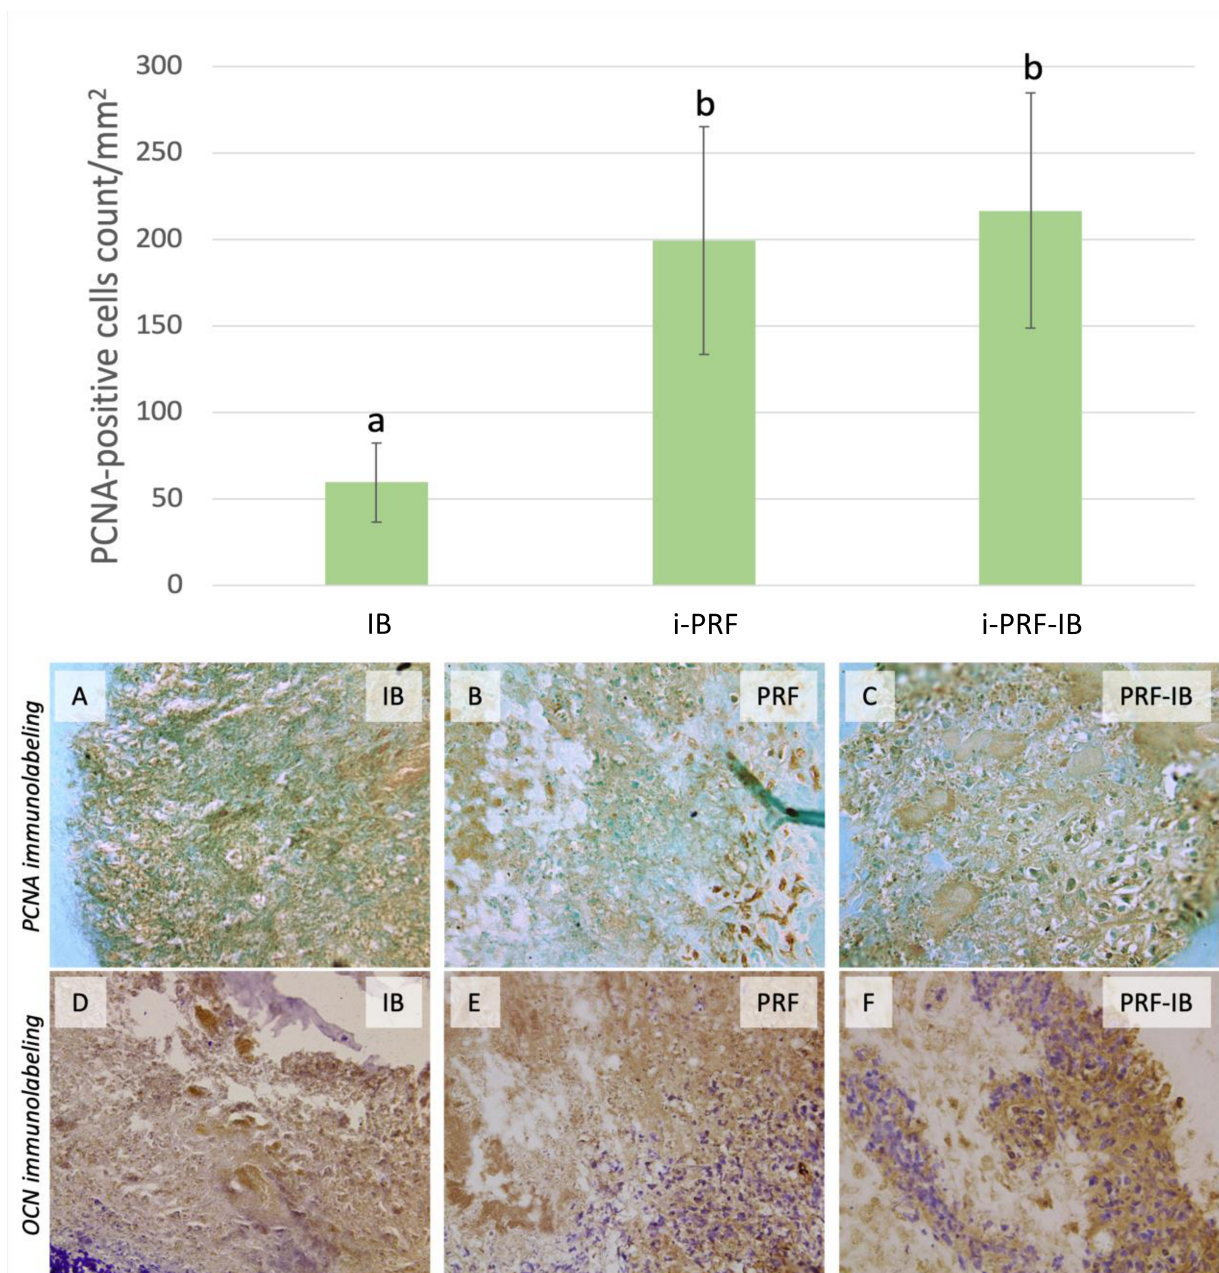 PCNA-positive cells count/mm²
300
250
200
150
100
50
0
a
b
b
IB
i-PRF
i-PRF-IB
PCNA immunolabeling
A
IB
B
PRF
C
PRF-IB
OCN immunolabeling
D
IB
E
PRF
F
PRF-IB